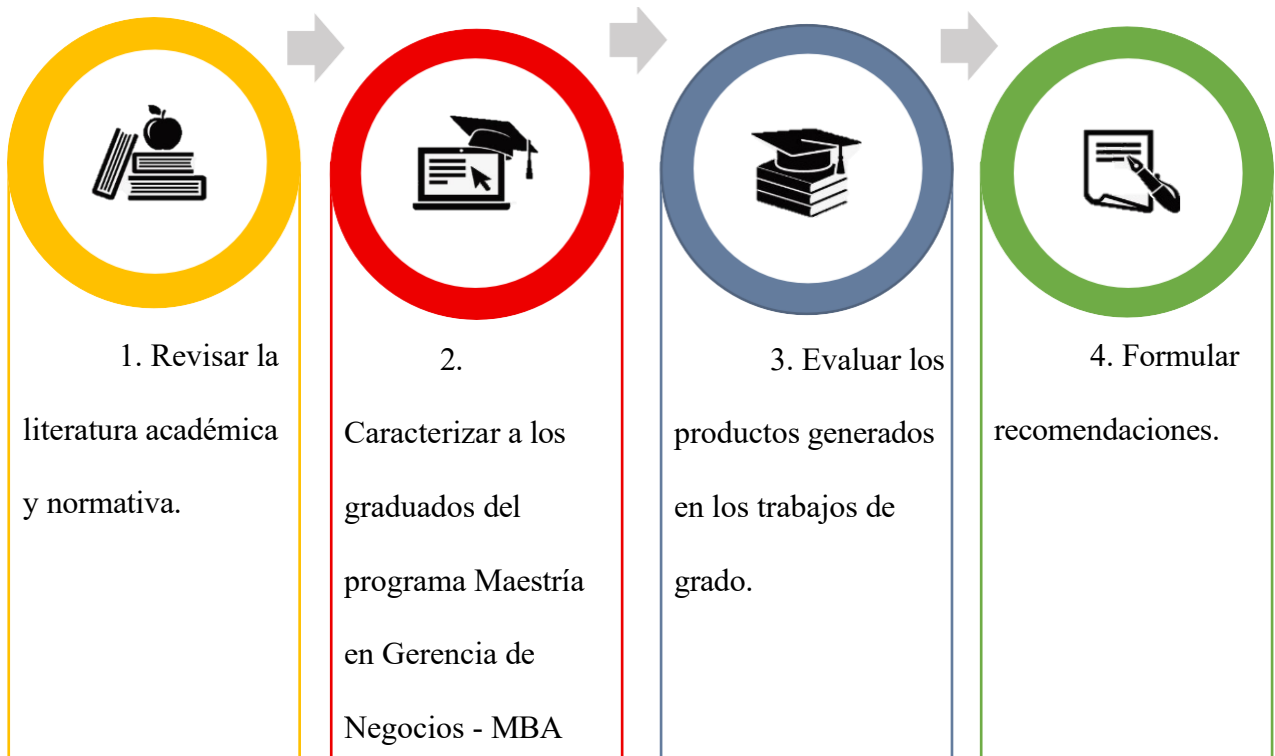 1. Revisar la
literatura académica
y normativa.
2.
Caracterizar a los
graduados del
programa Maestría
en Gerencia de
Negocios - MBA
3. Evaluar los
productos generados
en los trabajos de
grado.
4. Formular
recomendaciones.